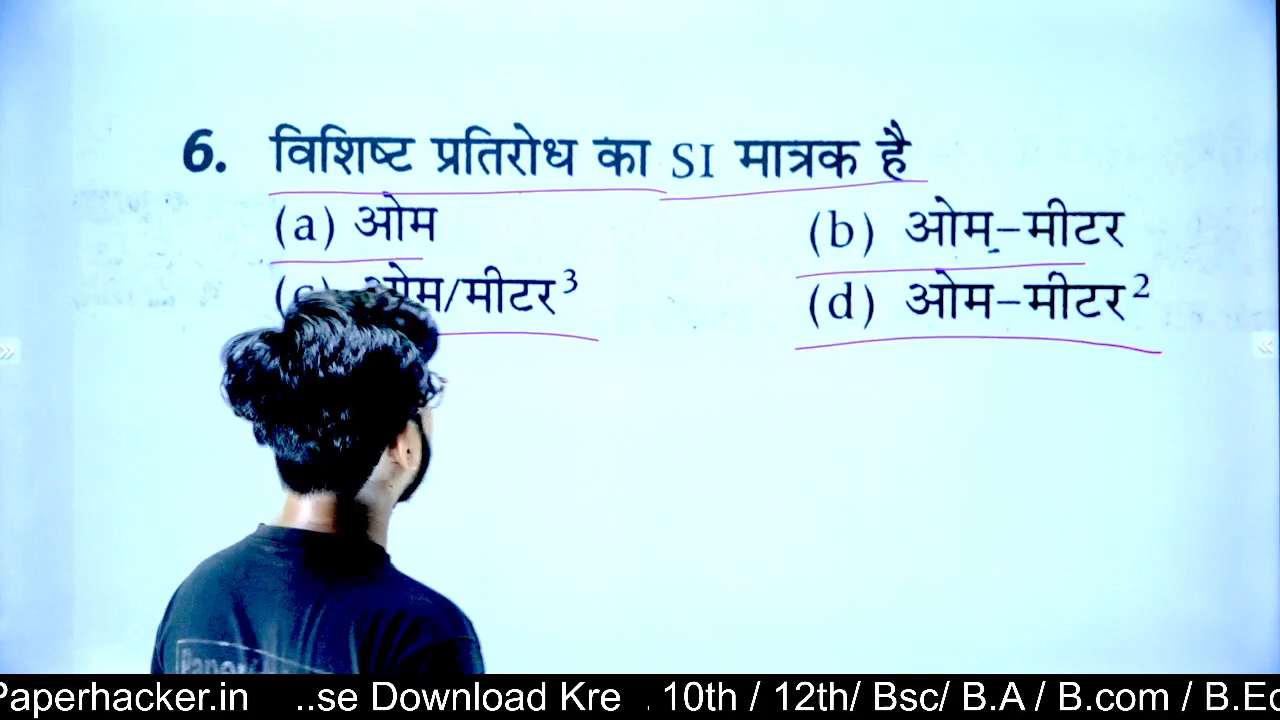 6. विशिष्ट प्रतिरोध का SI मात्रक है
(a) ओम (b) ओम-मीटर
(c) ओम/मीटर³ (d) ओम-मीटर²
Paperhacker.in ..se Download Kre . 10th / 12th/ Bsc/ B.A / B.com / B.Ed